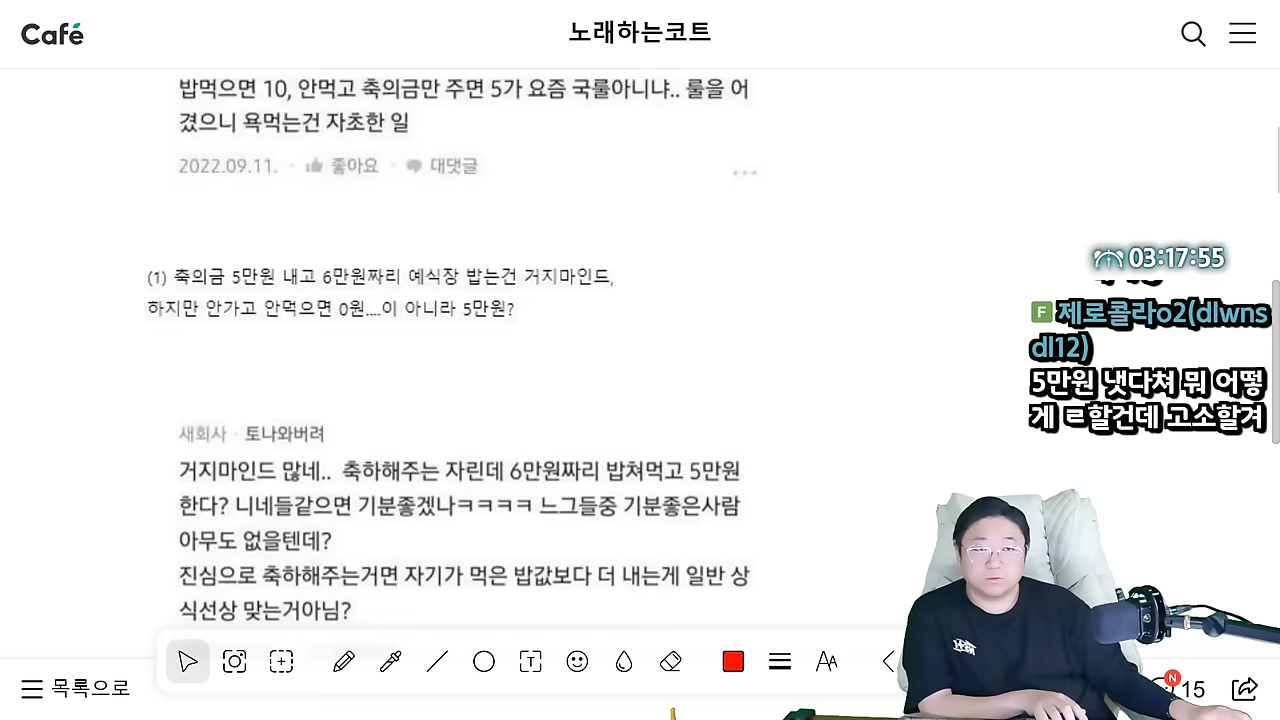 Café
노래하는코트
밥먹으면 10, 안먹고 축의금만 주면 5가 요즘 국룰아니냐.. 룰을 어
겼으니 욕먹는건 자초한 일
2022.09.11. · 좋아요 · 대댓글
(1) 축의금 5만원 내고 6만원짜리 예식장 밥는건 거지마인드,
하지만 안가고 안먹으면 0원....이 아니라 5만원?
03:17:55
F 제로콜라o2(dlwns
dl12)
5만원 냇다쳐 뭐 어떻
게 ㄹ할건데 고소할겨
새회사 · 토나와버려
거지마인드 많네.. 축하해주는 자린데 6만원짜리 밥쳐먹고 5만원
한다? 니네들같으면 기분좋겠나ㅋㅋㅋㅋ 느그들중 기분좋은사람
아무도 없을텐데?
진심으로 축하해주는거면 자기가 먹은 밥값보다 더 내는게 일반 상
식선상 맞는거아님?
T
AA
목록으로
N
15